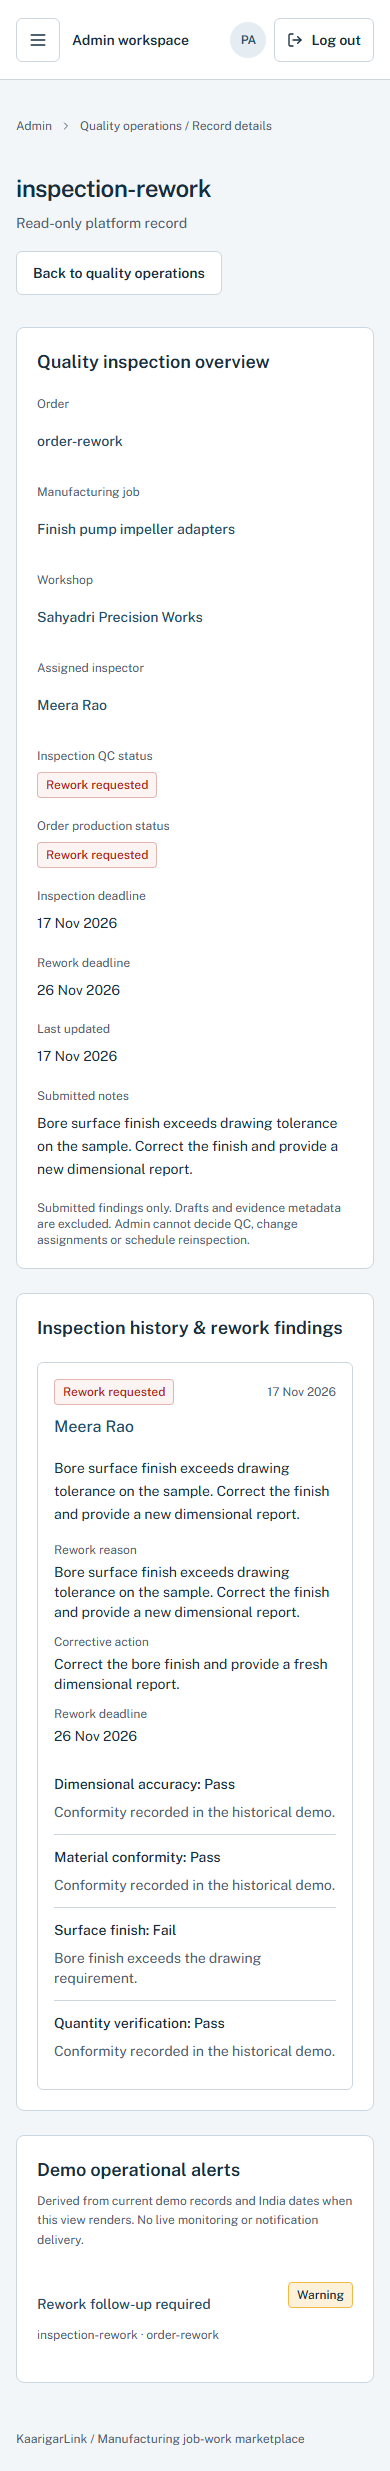 Admin workspace
PA
Log out
Admin
Quality operations / Record details
inspection-rework
Read-only platform record
Back to quality operations
Quality inspection overview
Order
order-rework
Manufacturing job
Finish pump impeller adapters
Workshop
Sahyadri Precision Works
Assigned inspector
Meera Rao
Inspection QC status
Rework requested
Order production status
Rework requested
Inspection deadline
17 Nov 2026
Rework deadline
26 Nov 2026
Last updated
17 Nov 2026
Submitted notes
Bore surface finish exceeds drawing tolerance
on the sample. Correct the finish and provide a
new dimensional report.
Submitted findings only. Drafts and evidence metadata
are excluded. Admin cannot decide QC, change
assignments or schedule reinspection.
Inspection history & rework findings
Rework requested
17 Nov 2026
Meera Rao
Bore surface finish exceeds drawing
tolerance on the sample. Correct the finish
and provide a new dimensional report.
Rework reason
Bore surface finish exceeds drawing
tolerance on the sample. Correct the finish
and provide a new dimensional report.
Corrective action
Correct the bore finish and provide a fresh
dimensional report.
Rework deadline
26 Nov 2026
Dimensional accuracy: Pass
Conformity recorded in the historical demo.
Material conformity: Pass
Conformity recorded in the historical demo.
Surface finish: Fail
Bore finish exceeds the drawing
requirement.
Quantity verification: Pass
Conformity recorded in the historical demo.
Demo operational alerts
Derived from current demo records and India dates when
this view renders. No live monitoring or notification
delivery.
Rework follow-up required
Warning
inspection-rework · order-rework
KaarigarLink / Manufacturing job-work marketplace